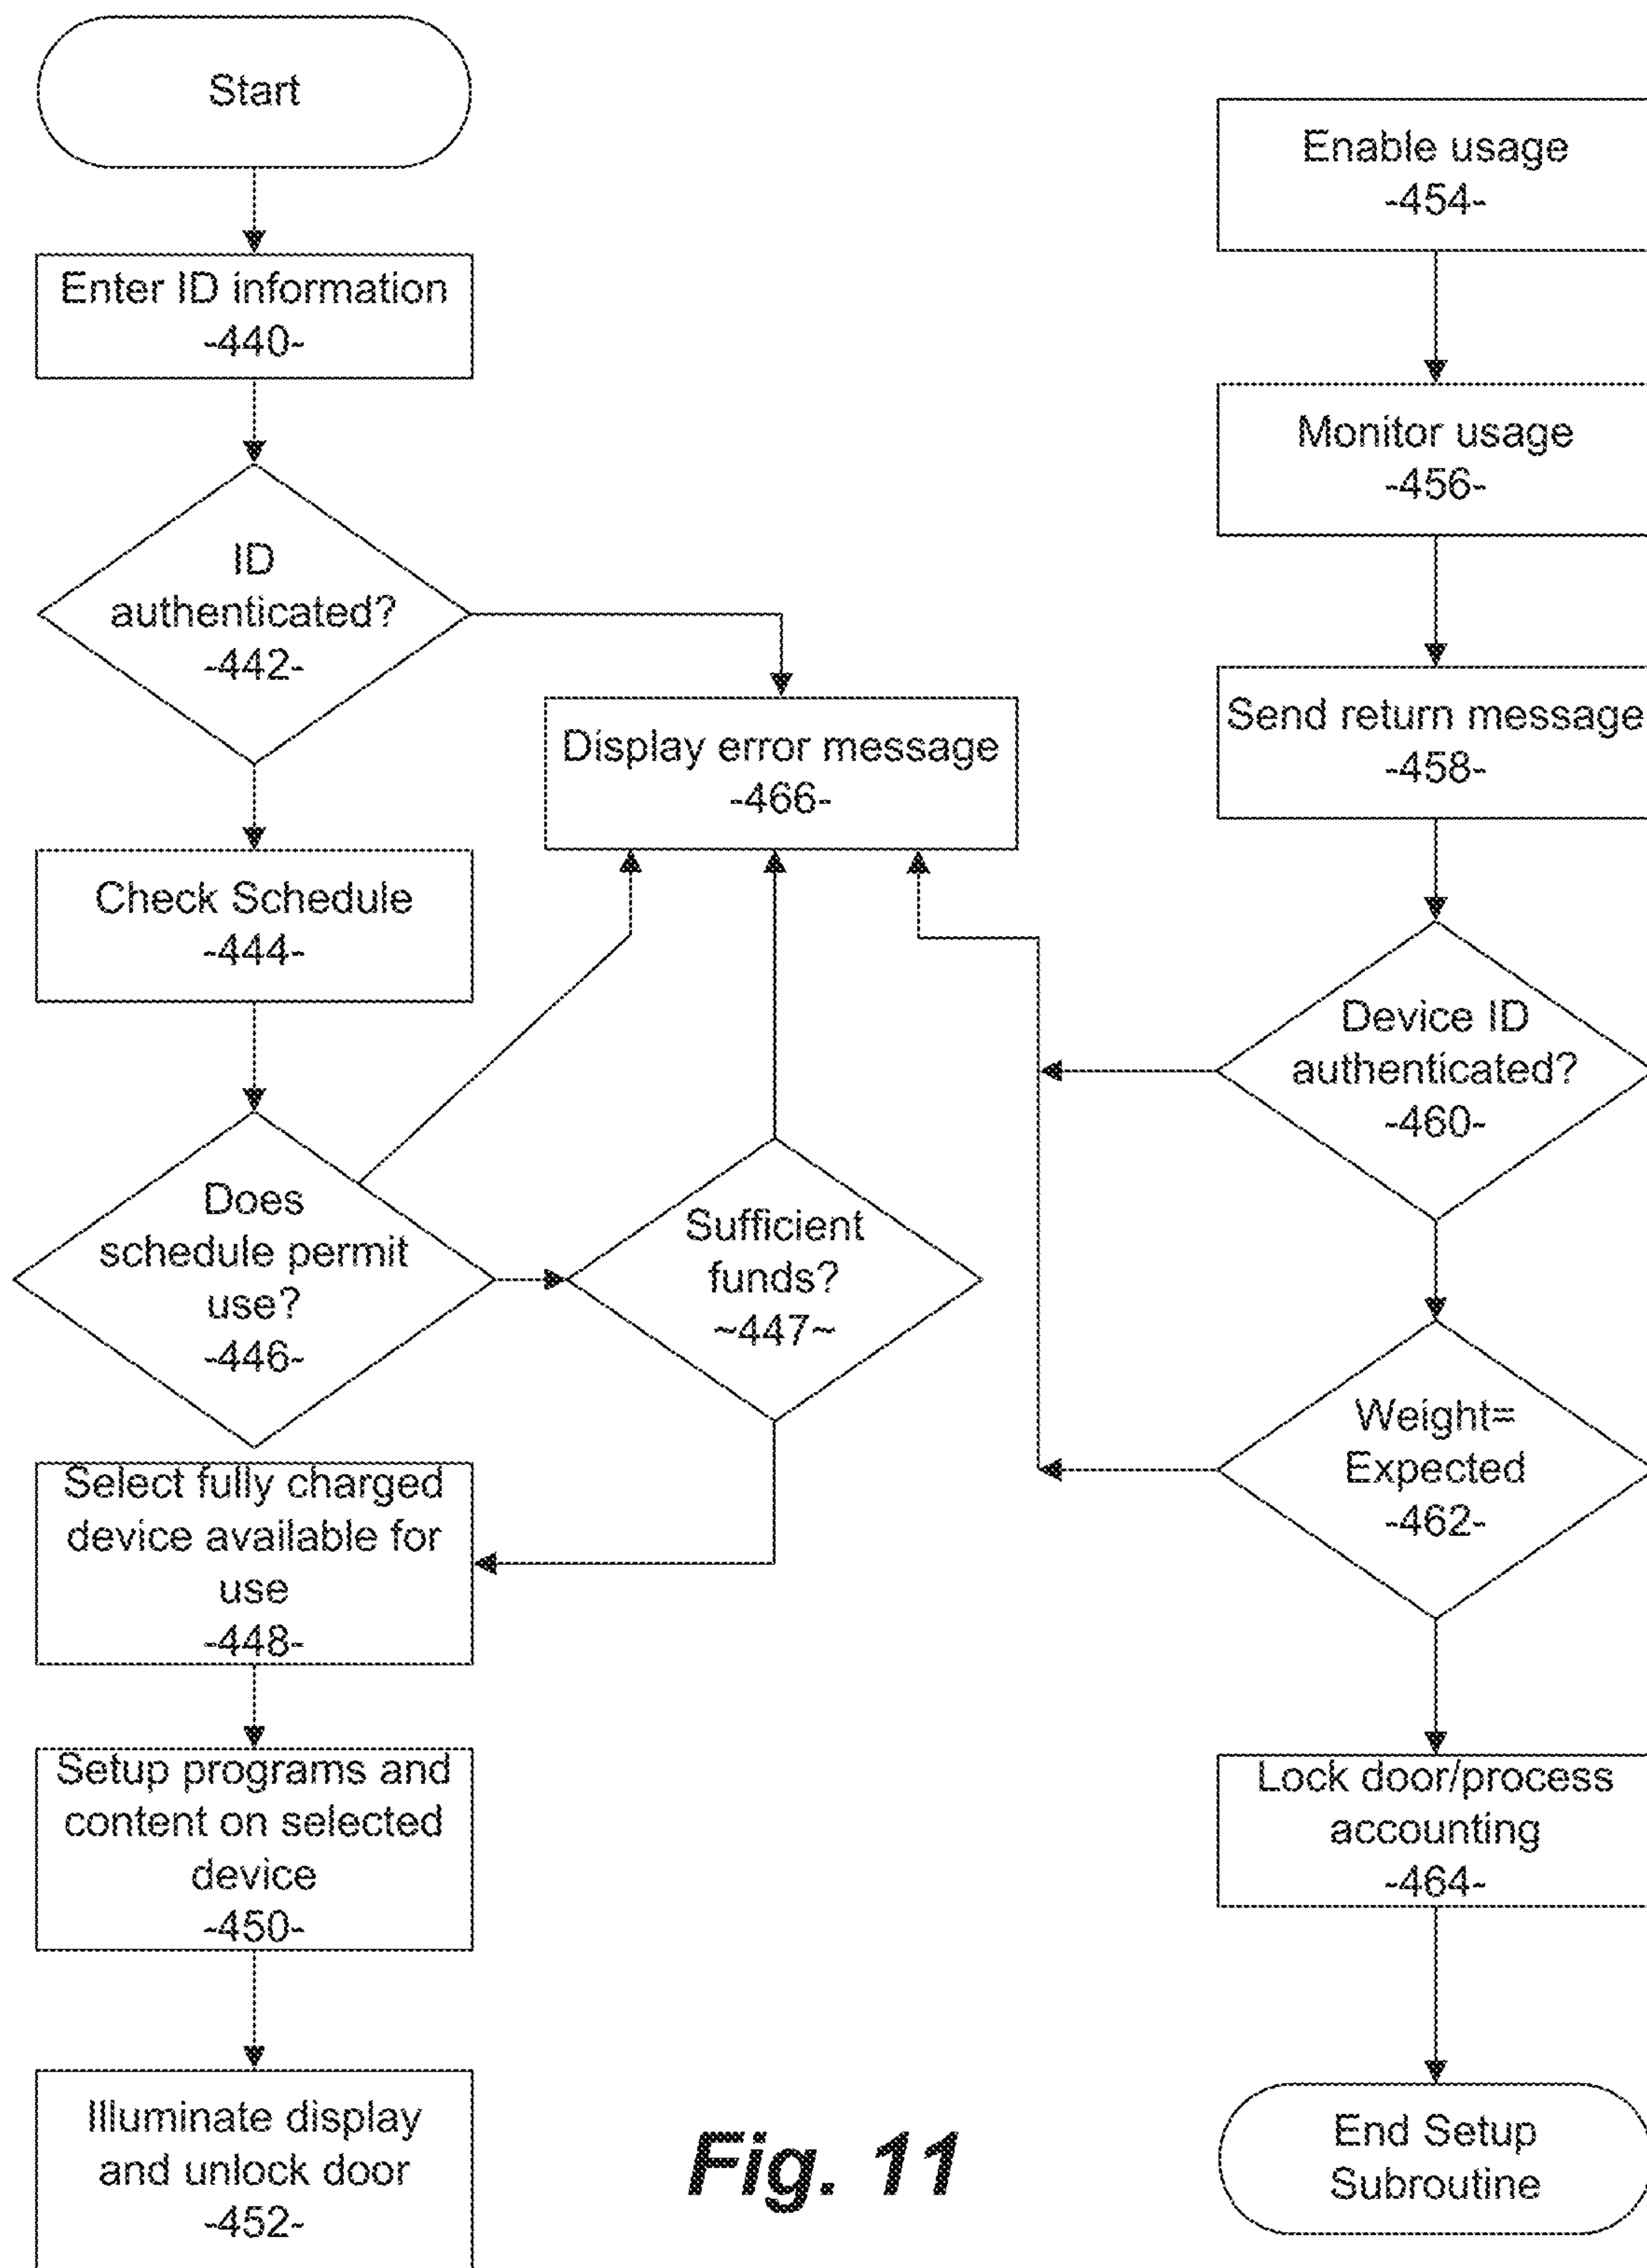 Start
Enter ID information
-440-
ID
authenticated?
-442-
Check Schedule
-444-
Does
schedule permit
use?
-446-
Sufficient
funds?
~447~
Display error message
-466-
Select fully charged
device available for
use
-448-
Setup programs and
content on selected
device
-450-
Illuminate display
and unlock door
-452-
Enable usage
-454-
Monitor usage
-456-
Send return message
-458-
Device ID
authenticated?
-460-
Weight=
Expected
-462-
Lock door/process
accounting
-464-
End Setup
Subroutine
Fig. 11